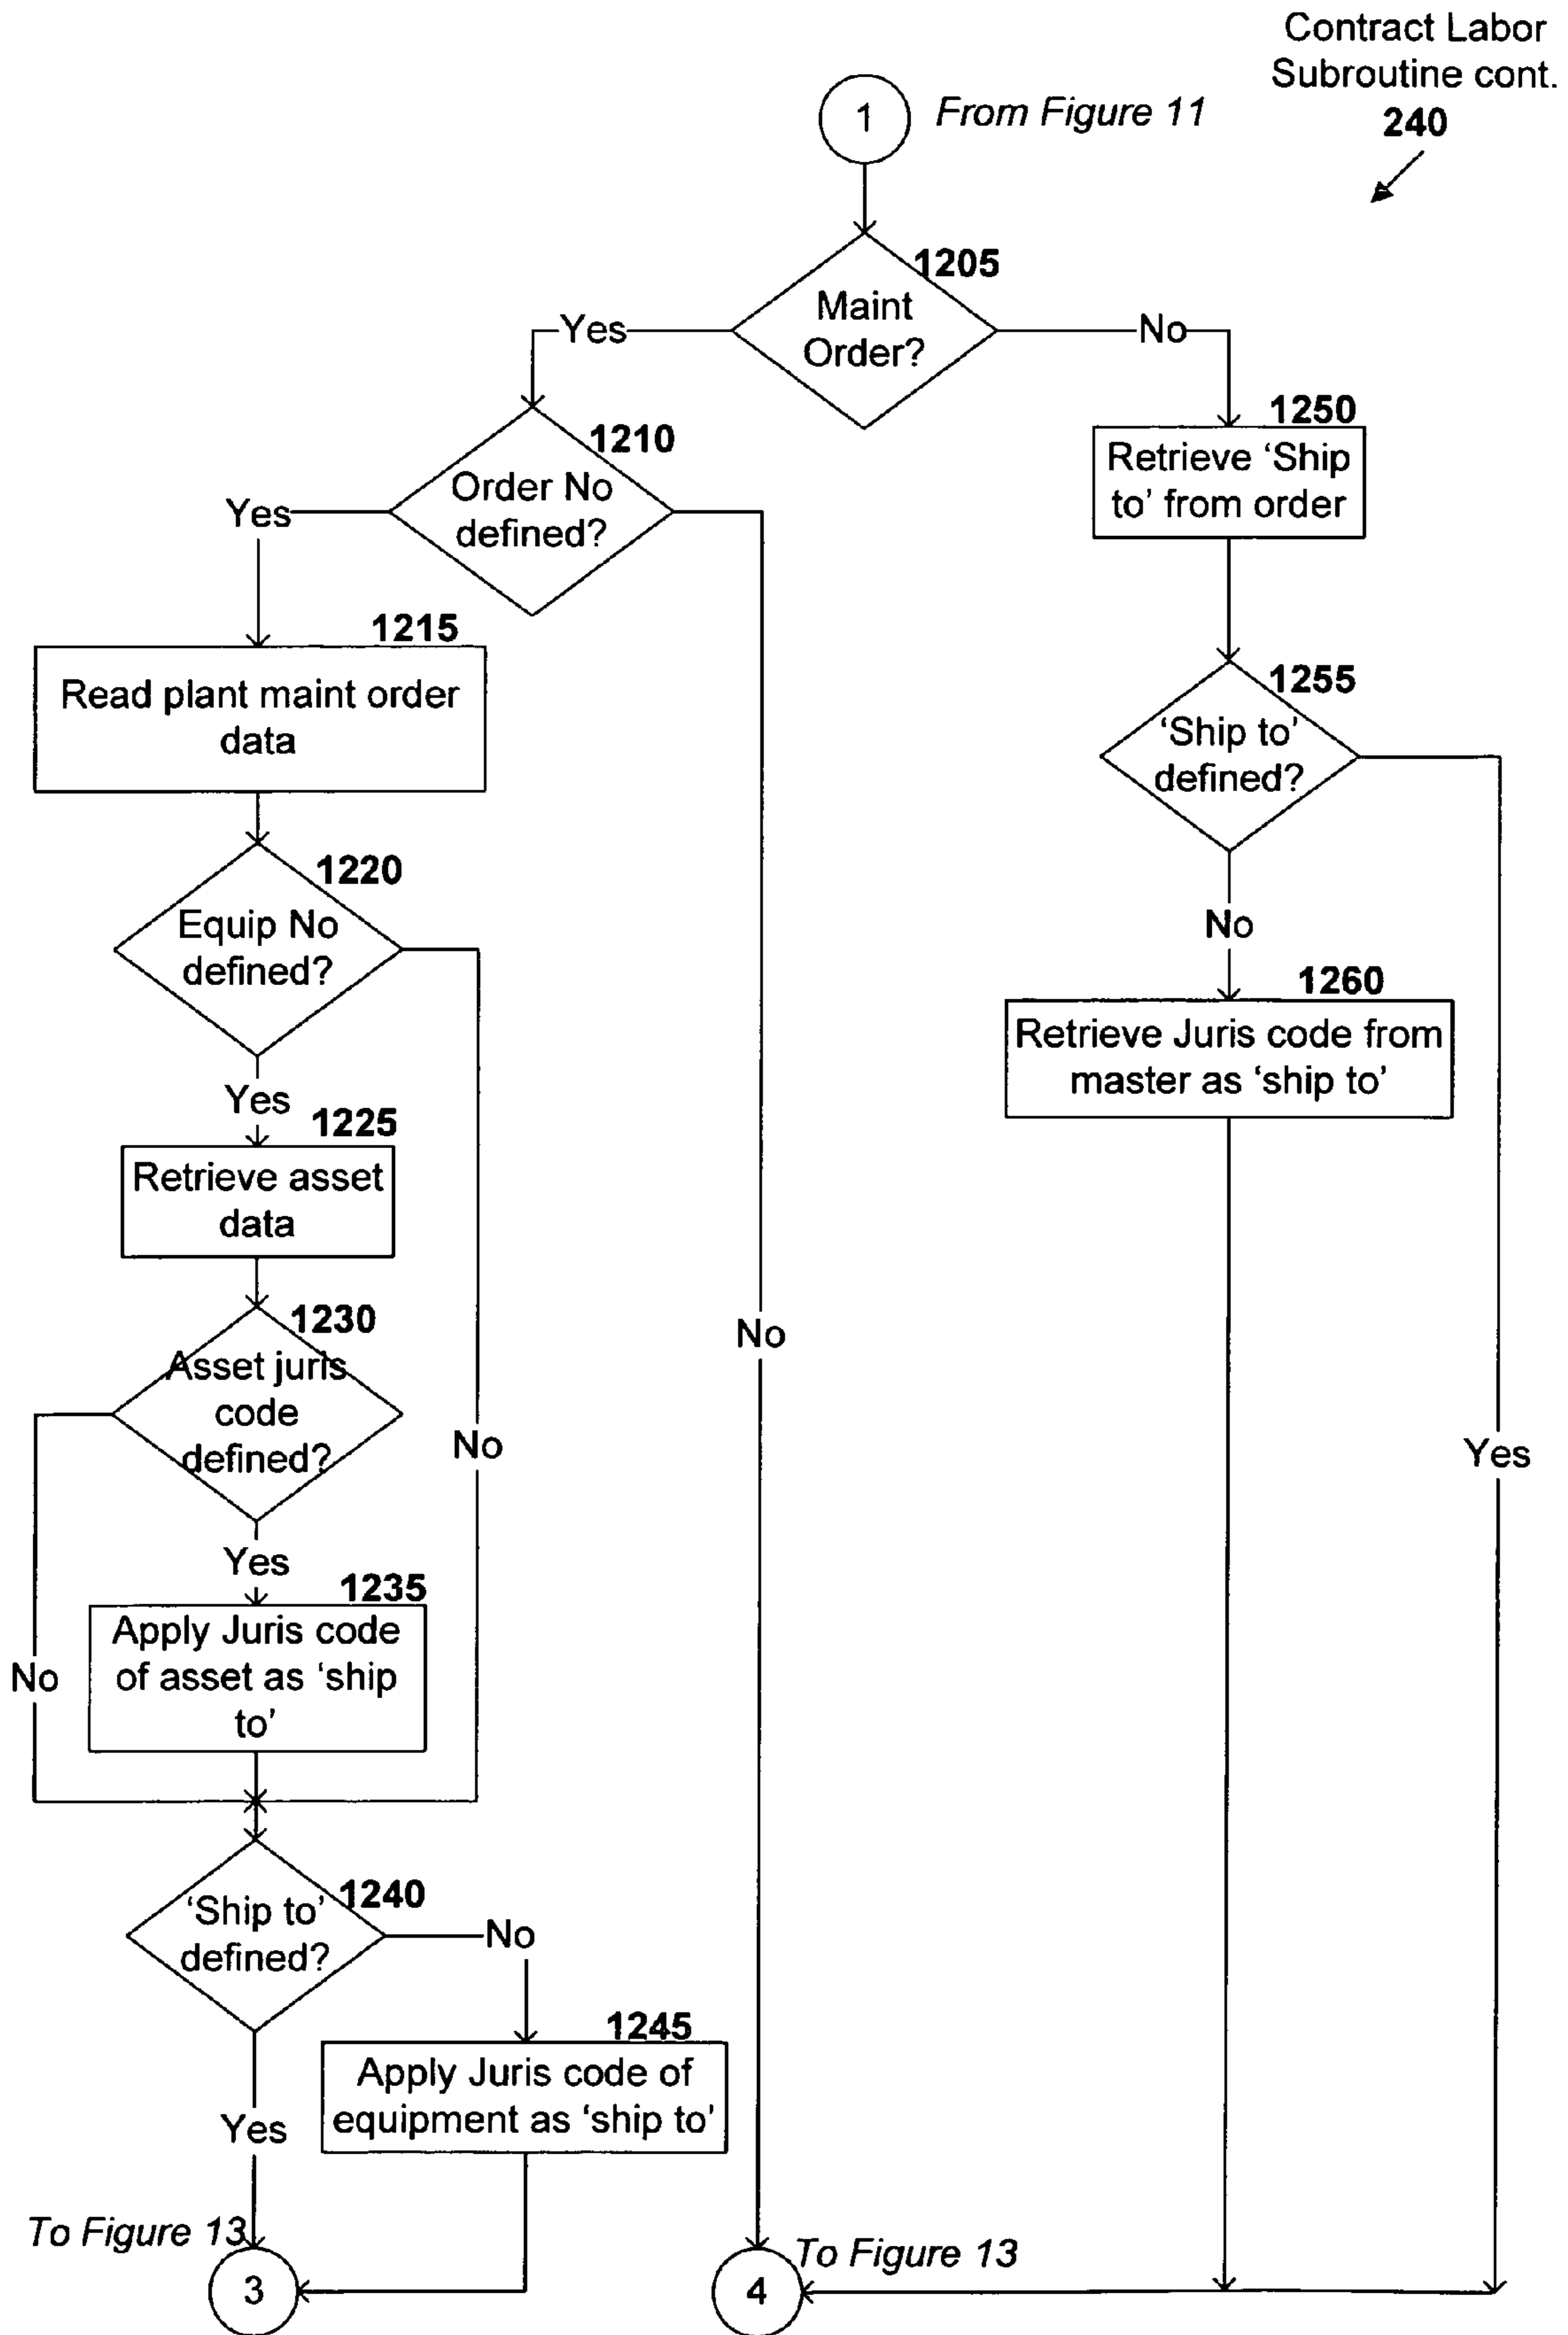 Contract Labor
Subroutine cont.
240
1
From Figure 11
1205
Maint
Order?
Yes
No
1210
Order No
defined?
1250
Retrieve ‘Ship
to’ from order
Yes
1215
Read plant maint order
data
1255
‘Ship to’
defined?
1220
Equip No
defined?
No
1260
Retrieve Juris code from
master as ‘ship to’
Yes
1225
Retrieve asset
data
1230
Asset juris
code
defined?
No
No
Yes
Yes
1235
Apply Juris code
of asset as ‘ship
to’
No
1240
‘Ship to’
defined?
No
1245
Apply Juris code of
equipment as ‘ship to’
Yes
To Figure 13
3
To Figure 13
4